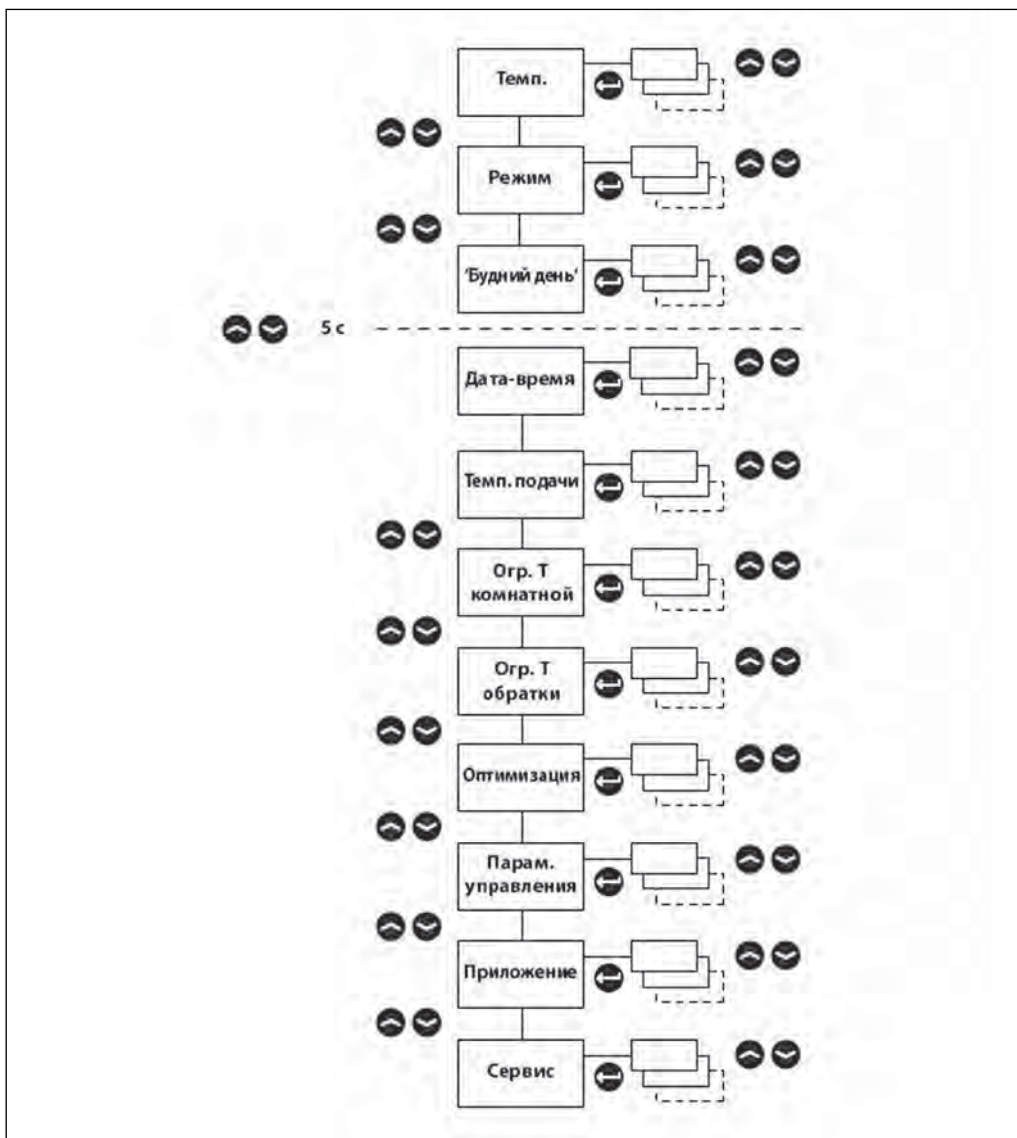 Темп.
Режим
'Будний день'
5 с
Дата-время
Темп. подачи
Огр. Т
комнатной
Огр. Т
обратки
Оптимизация
Парам.
управления
Приложение
Сервис